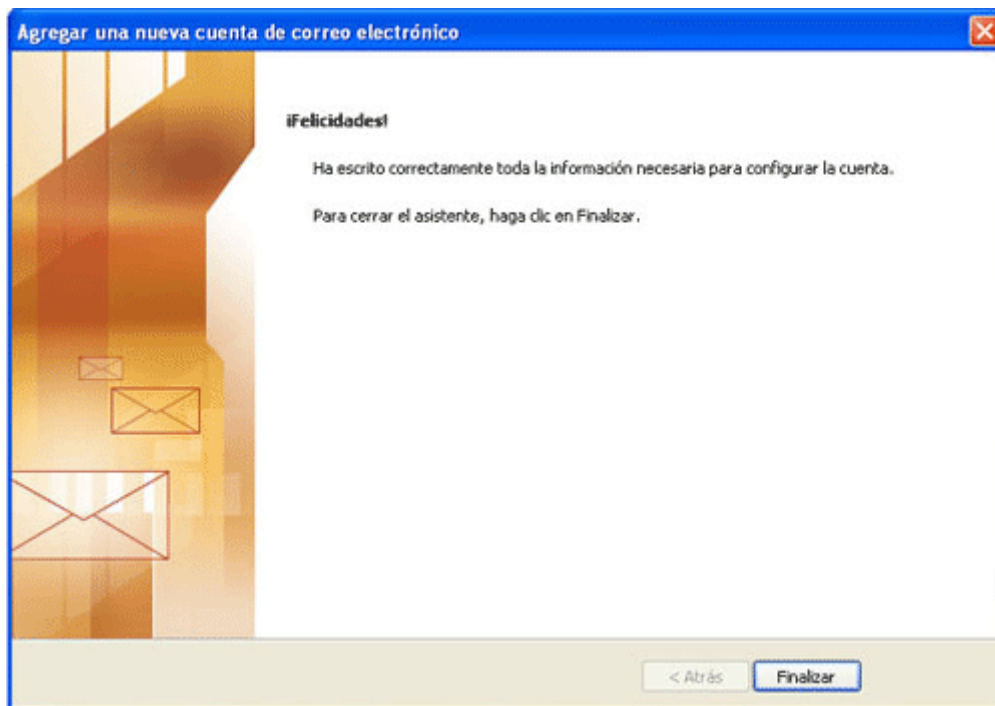 Agregar una nueva cuenta de correo electrónico
¡Felicidades!
Ha escrito correctamente toda la información necesaria para configurar la cuenta.
Para cerrar el asistente, haga clic en Finalizar.
< Atrás
Finalizar